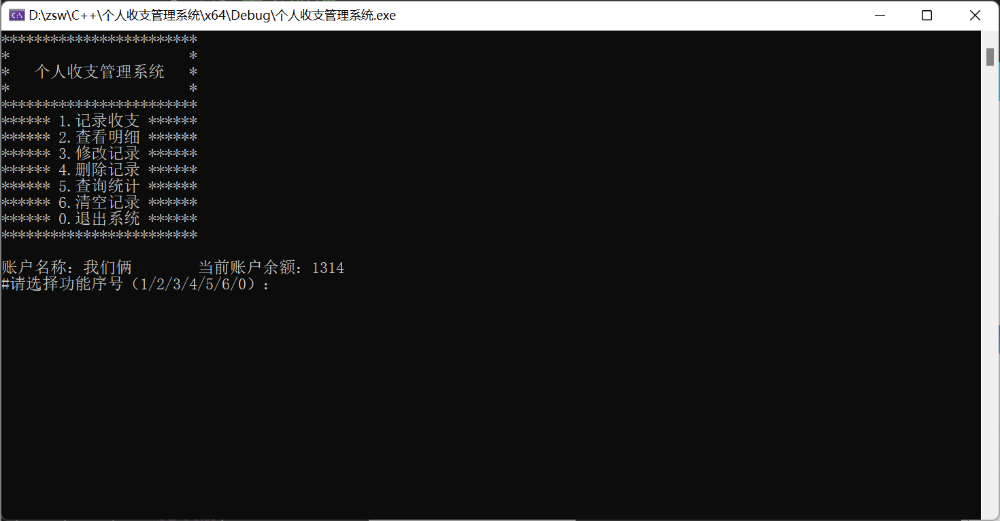 D:\zsw\C++\个人收支管理系统\x64\Debug\个人收支管理系统.exe
************************
*                      *
*   个人收支管理系统   *
*                      *
************************
****** 1.记录收支 ******
****** 2.查看明细 ******
****** 3.修改记录 ******
****** 4.删除记录 ******
****** 5.查询统计 ******
****** 6.清空记录 ******
****** 0.退出系统 ******
************************
账户名称：我们俩        当前账户余额：1314
#请选择功能序号（1/2/3/4/5/6/0）：